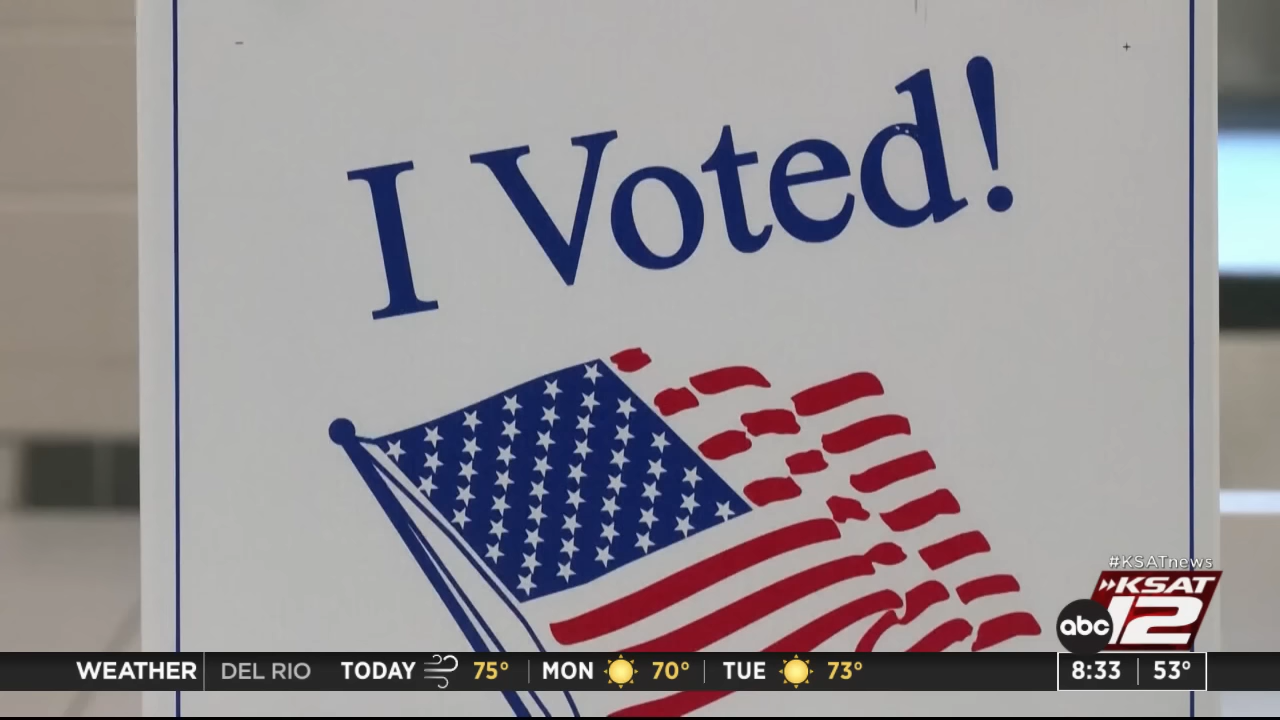 I Voted!
#KSATnews
KSAT
abc 12
WEATHER DEL RIO TODAY 75° MON 70° TUE 73° 8:33 53°